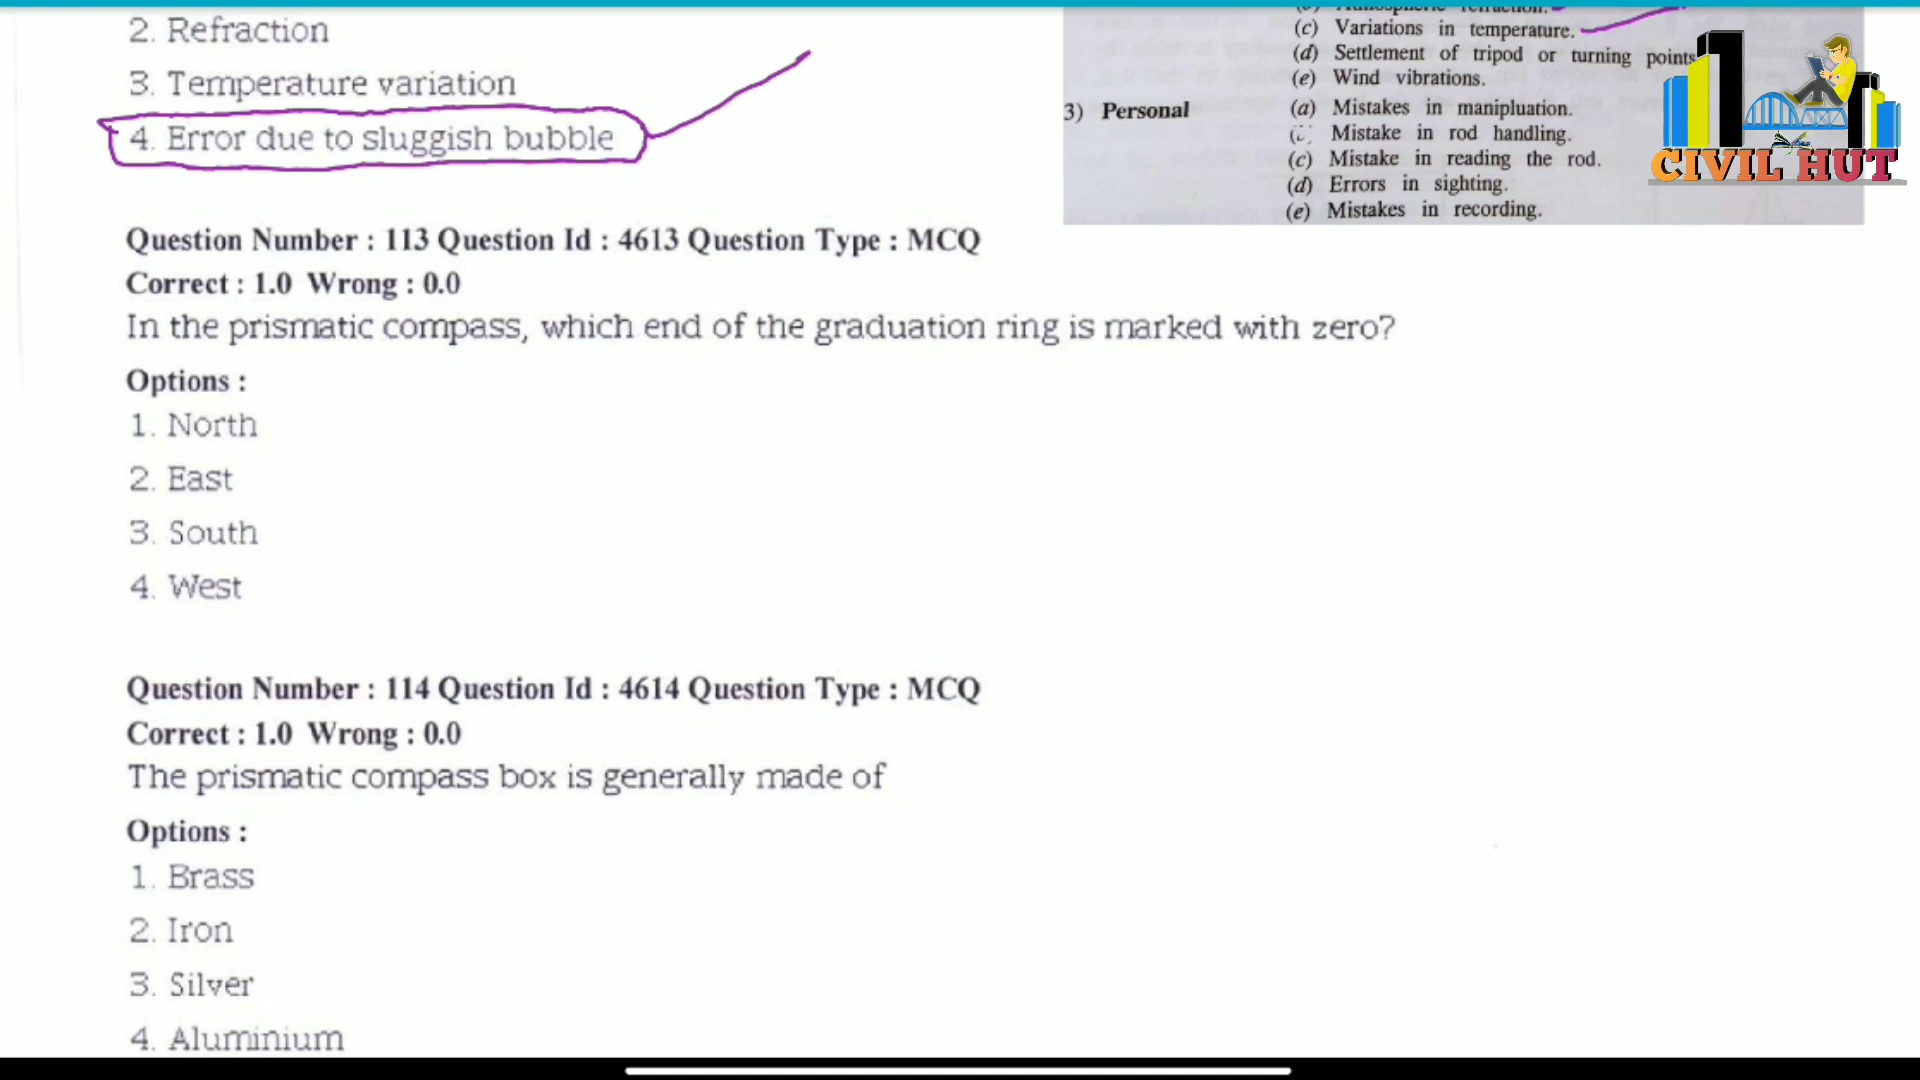 2. Refraction
3. Temperature variation
4. Error due to sluggish bubble
(c) Variations in temperature.
(d) Settlement of tripod or turning points
(e) Wind vibrations.
3) Personal (a) Mistakes in manipluation.
Mistake in rod handling.
(c) Mistake in reading the rod.
(d) Errors in sighting.
(e) Mistakes in recording.
CIVIL HUT
Question Number : 113 Question Id : 4613 Question Type : MCQ
Correct : 1.0 Wrong : 0.0
In the prismatic compass, which end of the graduation ring is marked with zero?
Options :
1. North
2. East
3. South
4. West
Question Number : 114 Question Id : 4614 Question Type : MCQ
Correct : 1.0 Wrong : 0.0
The prismatic compass box is generally made of
Options :
1. Brass
2. Iron
3. Silver
4. Aluminium